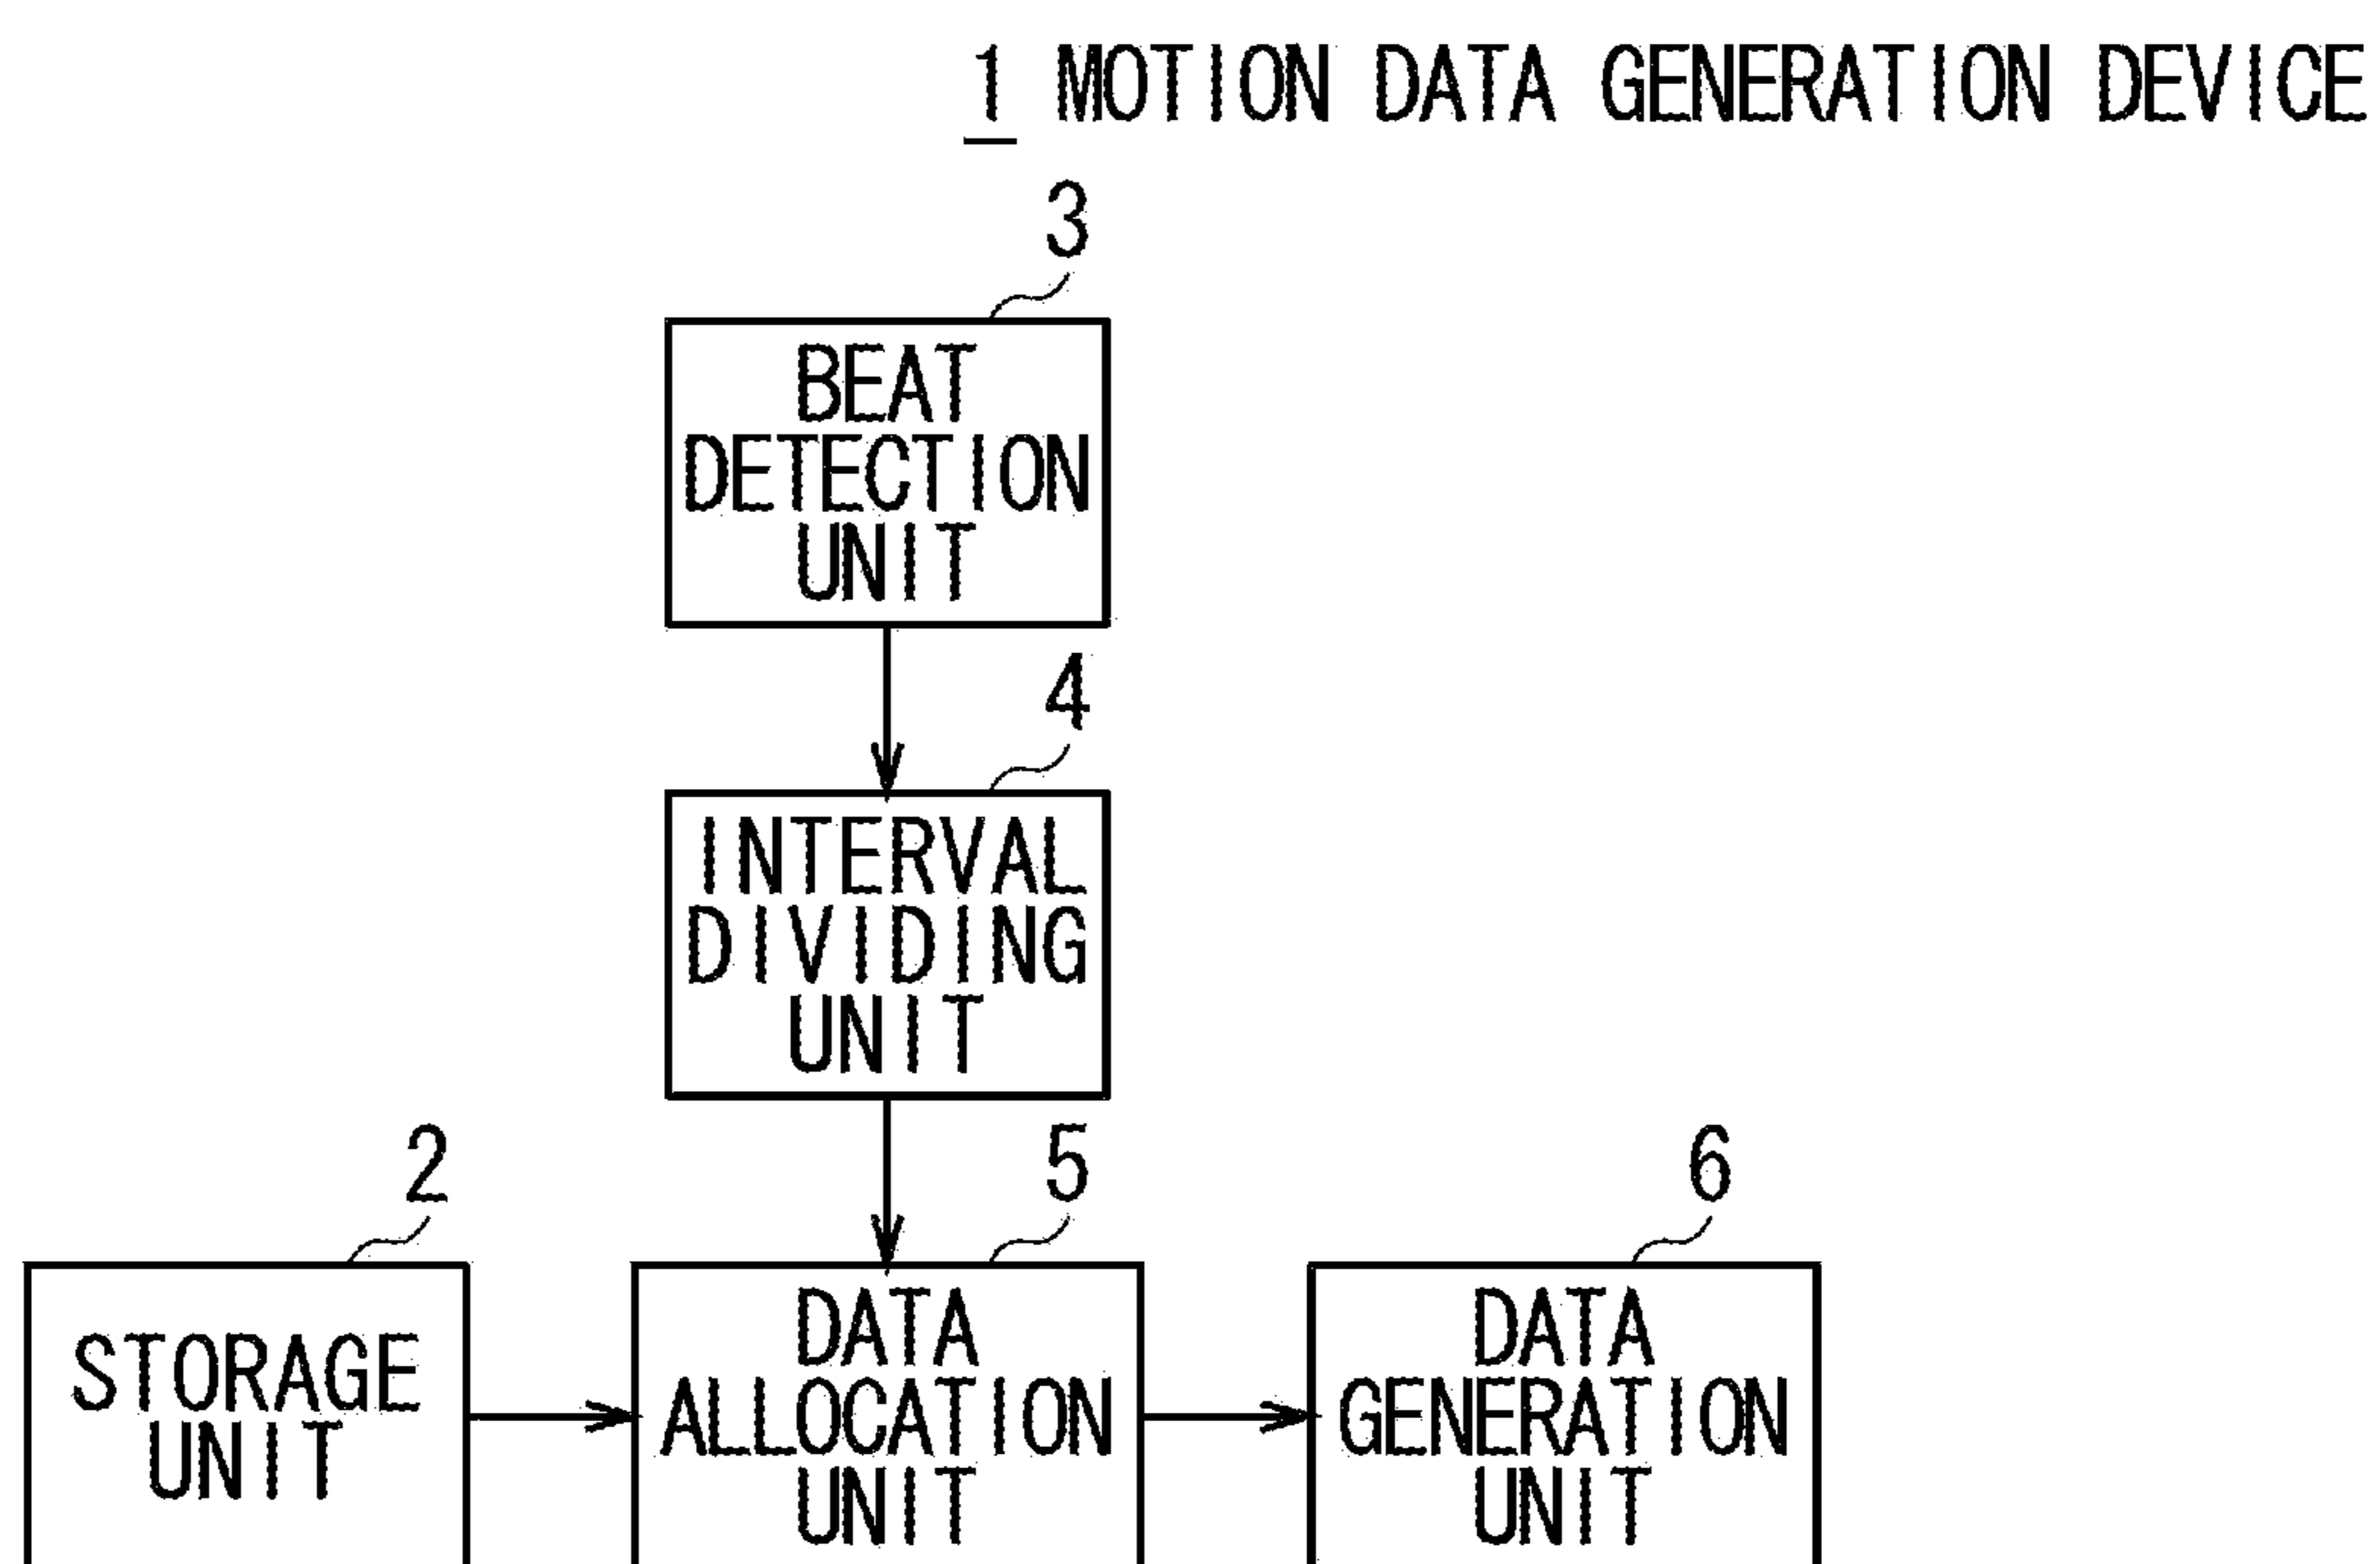 1 MOTION DATA GENERATION DEVICE
3
BEAT
DETECTION
UNIT
4
INTERVAL
DIVIDING
UNIT
2
STORAGE
UNIT
5
DATA
ALLOCATION
UNIT
6
DATA
GENERATION
UNIT